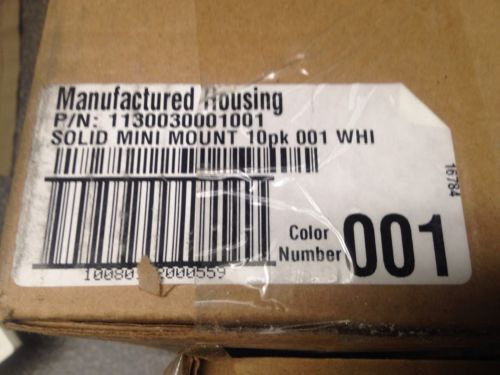 Manufactured Housing
P/N: 1130030001001
SOLID MINI MOUNT 10pk 001 WHI
16784
Color
Number 001